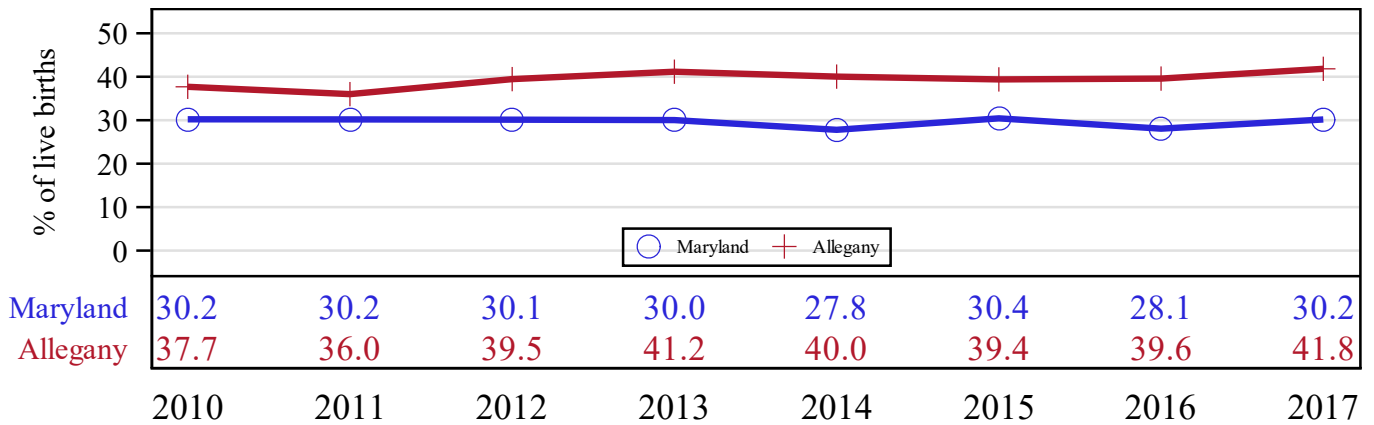 % of live births
50
40
30
20
10
0
Maryland Allegany
Maryland 30.2 30.2 30.1 30.0 27.8 30.4 28.1 30.2
Allegany 37.7 36.0 39.5 41.2 40.0 39.4 39.6 41.8
2010 2011 2012 2013 2014 2015 2016 2017